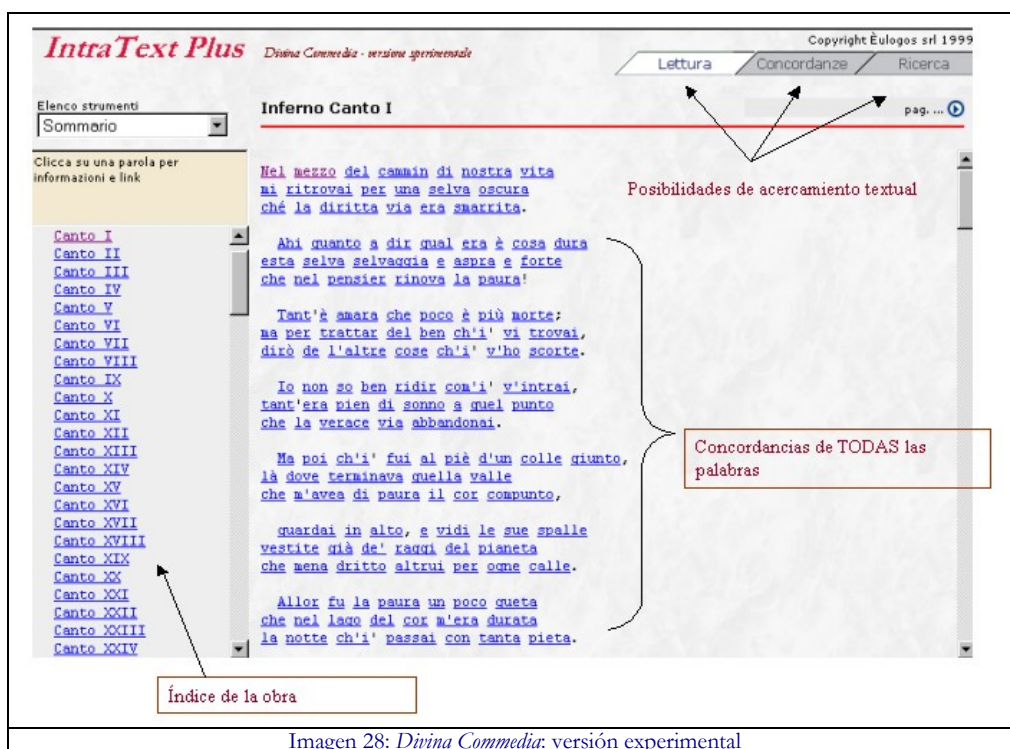 IntraText Plus
Divina Commedia - versione sperimentale
Copyright Èulogos srl 1999
Lettura
Concordanze
Ricerca
Elenco strumenti
Sommario
Inferno Canto I
pag. ...
Clicca su una parola per
informazioni e link
Canto I
Canto II
Canto III
Canto IV
Canto V
Canto VI
Canto VII
Canto VIII
Canto IX
Canto X
Canto XI
Canto XII
Canto XIII
Canto XIV
Canto XV
Canto XVI
Canto XVII
Canto XVIII
Canto XIX
Canto XX
Canto XXI
Canto XXII
Canto XXIII
Canto XXIV
Nel mezzo del cammin di nostra vita
mi ritrovai per una selva oscura
ché la diritta via era smarrita.
Ahi quanto a dir qual era è cosa dura
esta selva selvaggia e aspra e forte
che nel pensier rinova la paura!
Tant'è amara che poco è più morte;
ma per trattar del ben ch'i' vi trovai,
dirò de l'altre cose ch'i' v'ho scorte.
Io non so ben ridir com'i' v'intrai,
tant'era pien di sonno a quel punto
che la verace via abbandonai.
Ma poi ch'i' fui al piè d'un colle giunto,
là dove terminava quella valle
che m'avea di paura il cor compunto,
guardai in alto, e vidi le sue spalle
vestite già de' raggi del pianeta
che mena dritto altrui per ogne calle.
Allor fu la paura un poco queta
che nel lago del cor m'era durata
la notte ch'i' passai con tanta pieta.
Posibilidades de acercamiento textual
Concordancias de TODAS las
palabras
Índice de la obra
Imagen 28: Divina Commedia: versión experimental